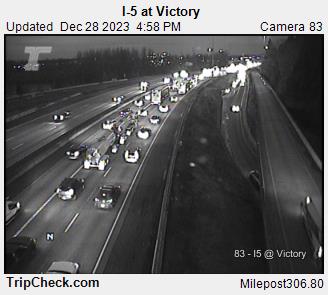 I-5 at Victory
Updated Dec 28 2023 4:58 PM Camera 83
T
N
83 - I5 @ Victory
TripCheck.com Milepost306.80